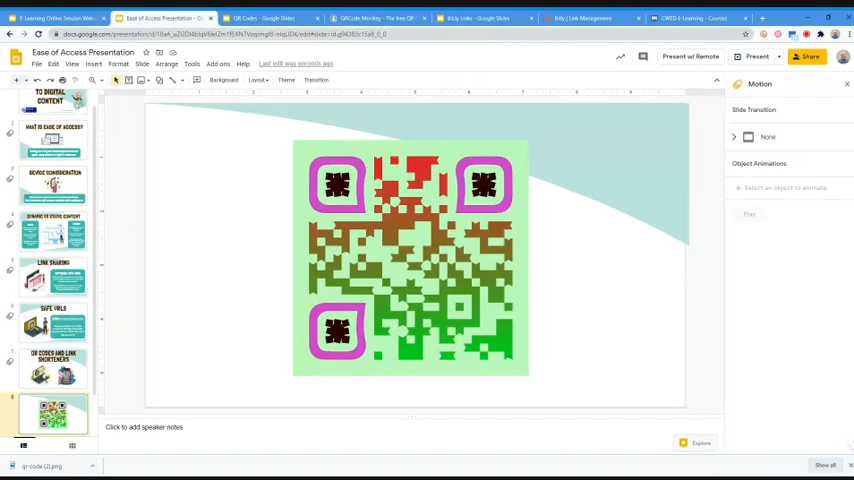 E-Learning Online Session Webi
Ease of Access Presentation - Go
QR Codes - Google Slides
QRCode Monkey - The free QR
Bit.ly Links - Google Slides
Bitly | Link Management
CWED E-Learning - Courses
Ease of Access Presentation
File Edit View Insert Format Slide Arrange Tools Add-ons Help Last edit was seconds ago
Present w/ Remote
Present
Share
Background Layout Theme Transition
Motion
Slide Transition
None
Object Animations
Select an object to animate
Play
TO DIGITAL
CONTENT
WHAT IS EASE OF ACCESS?
DEVICE CONSIDERATION
DYNAMIC VS STATIC CONTENT
LINK SHARING
SAFE URLS
QR CODES AND LINK
SHORTENERS
Click to add speaker notes
Explore
qr-code (2).png
Show all